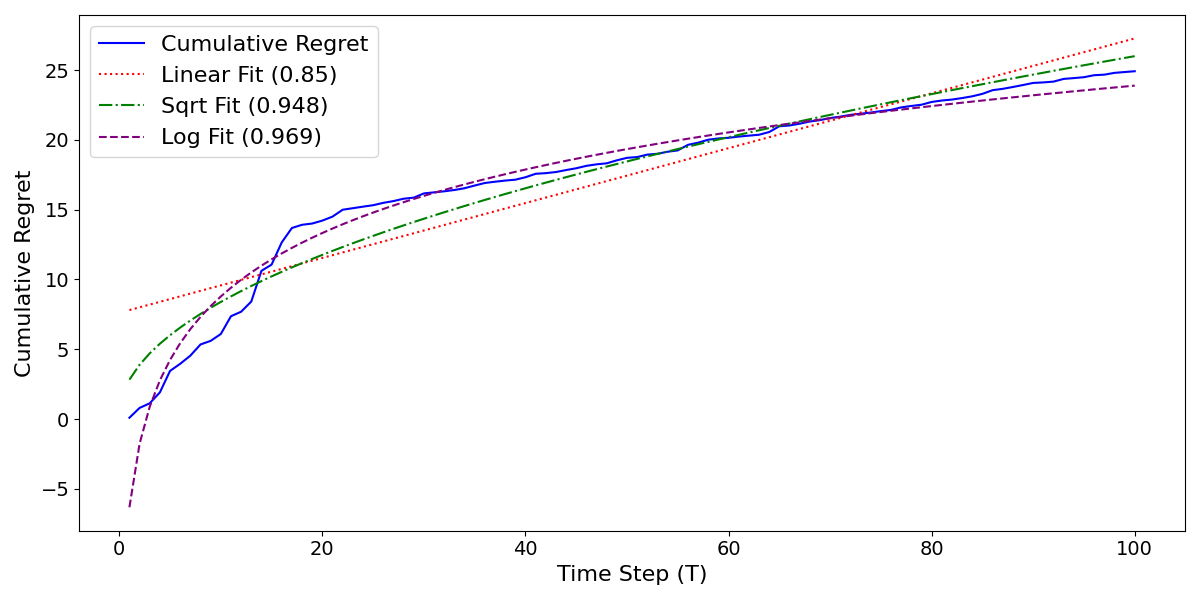 Cumulative Regret
Linear Fit (0.85)
Sqrt Fit (0.948)
Log Fit (0.969)
Cumulative Regret
25
20
15
10
5
0
−5
0 20 40 60 80 100
Time Step (T)